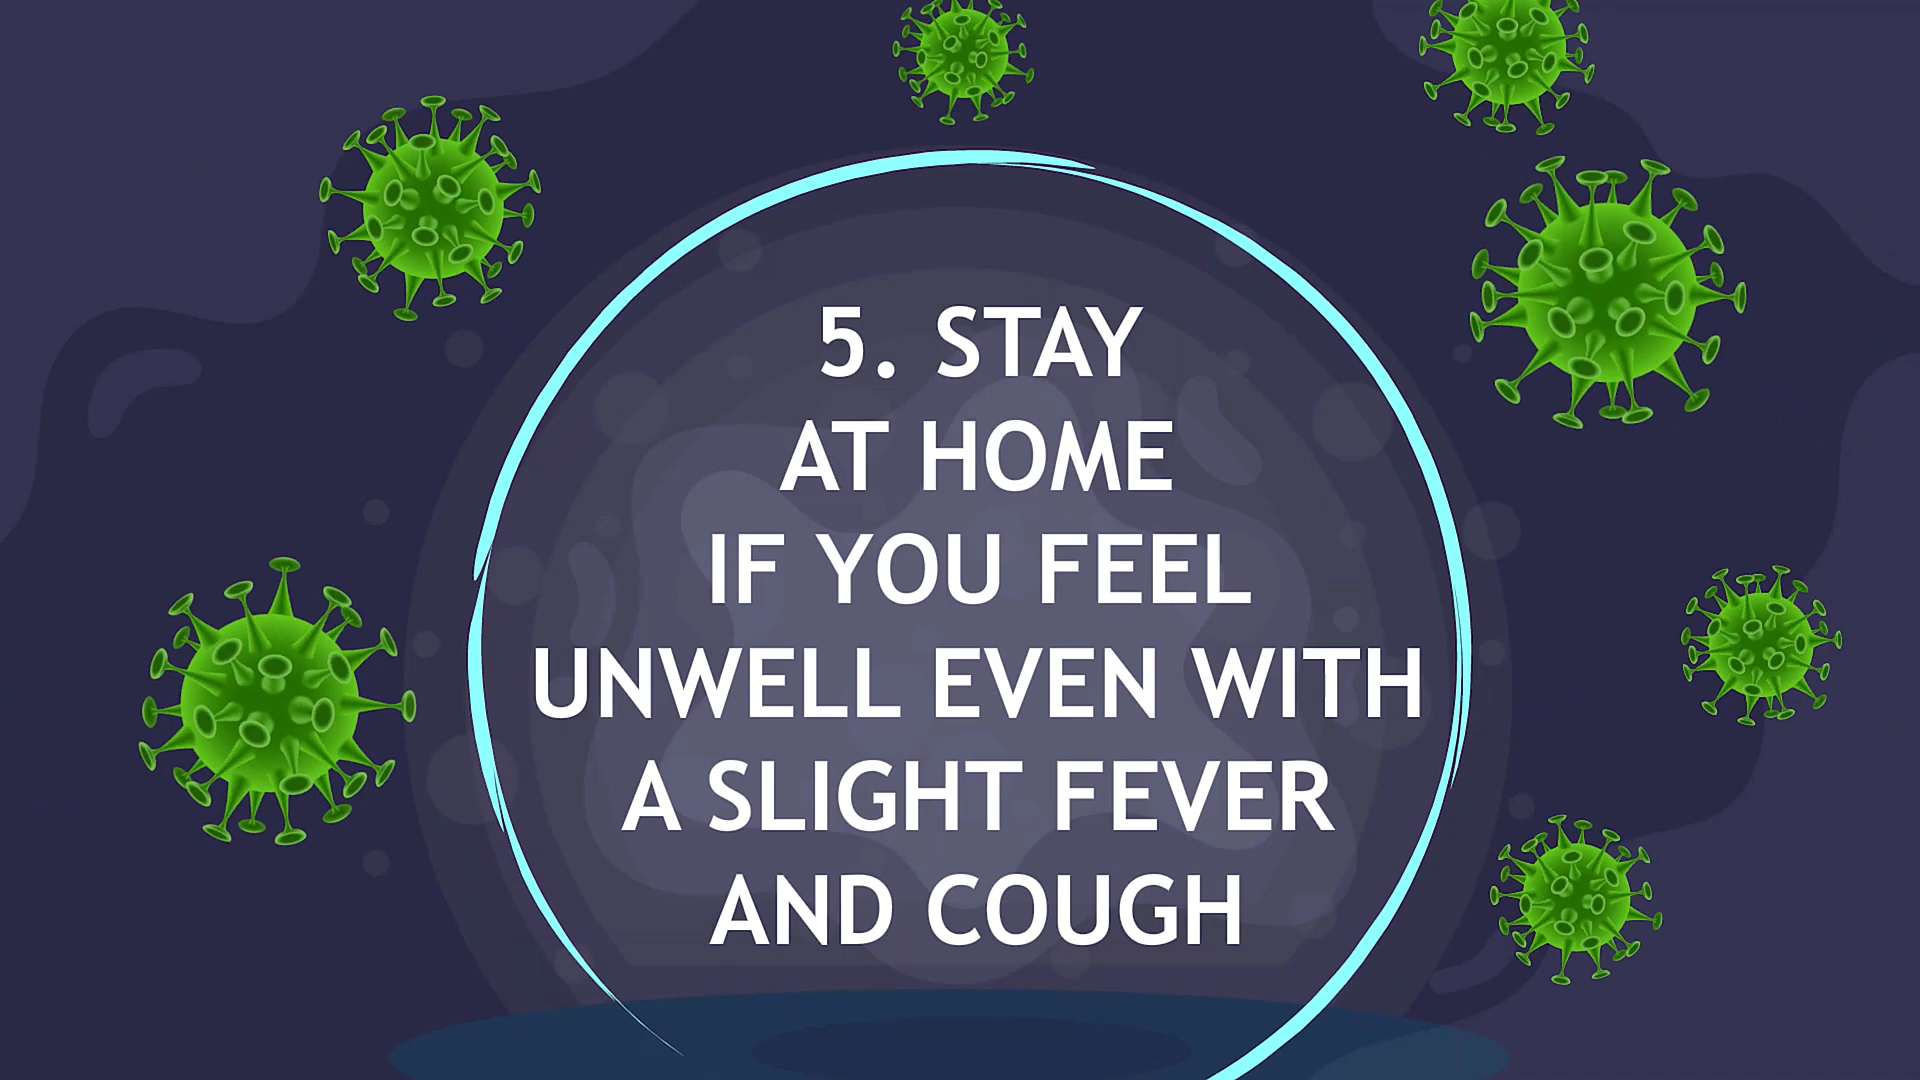 5. STAY
AT HOME
IF YOU FEEL
UNWELL EVEN WITH
A SLIGHT FEVER
AND COUGH